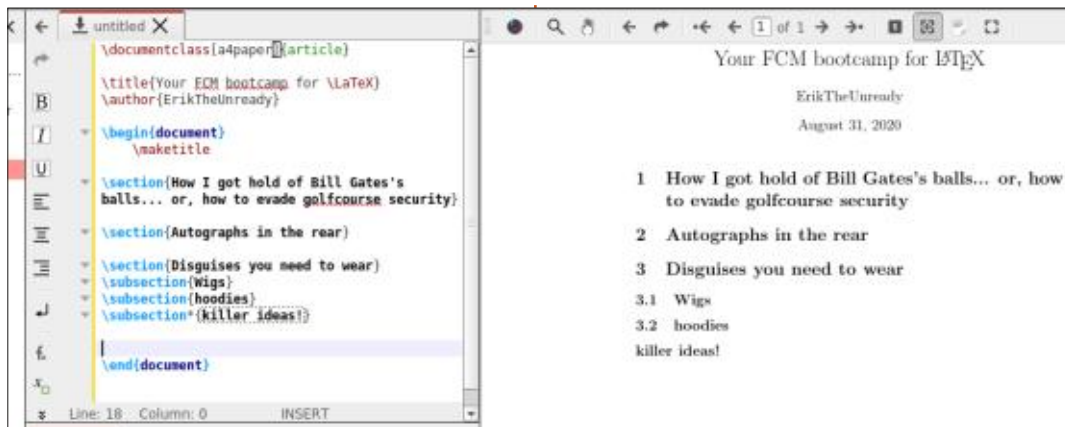 untitled
\documentclass[a4paper]{article}
\title{Your FCM bootcamp for \LaTeX}
\author{ErikTheUnready}
\begin{document}
\maketitle
\section{How I got hold of Bill Gates's
balls... or, how to evade golfcourse security}
\section{Autographs in the rear}
\section{Disguises you need to wear}
\subsection{Wigs}
\subsection{hoodies}
\subsection*{killer ideas!}
\end{document}
Line: 18 Column: 0 INSERT
1 of 1
Your FCM bootcamp for LATEX
ErikTheUnready
August 31, 2020
1 How I got hold of Bill Gates's balls... or, how
to evade golfcourse security
2 Autographs in the rear
3 Disguises you need to wear
3.1 Wigs
3.2 hoodies
killer ideas!